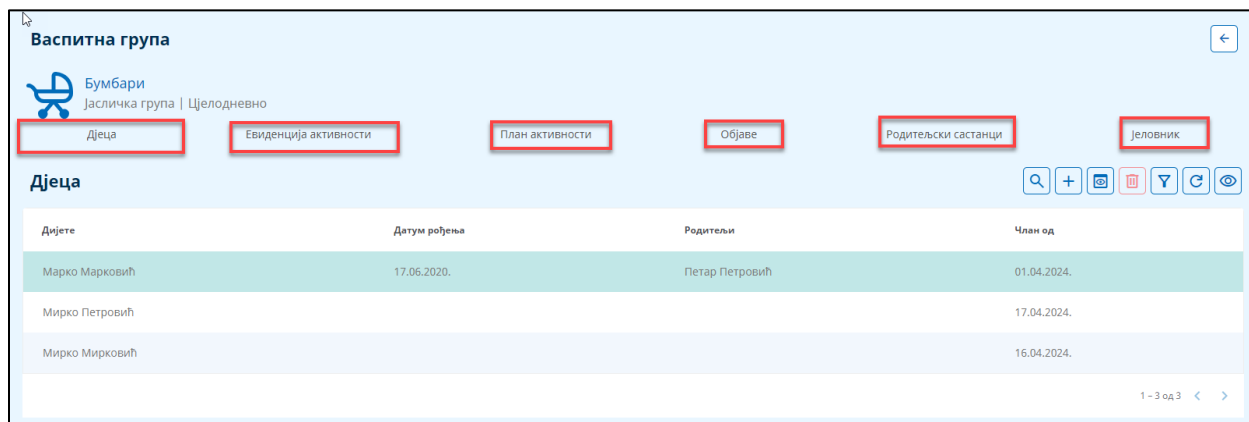 Васпитна група
Бумбари
Јасличка група | Цјелодневно
Дјеца Евиденција активности План активности Објаве Родитељски састанци Јеловник
Дјеца
Дијете Датум рођења Родитељи Члан од
Марко Марковић 17.06.2020. Петар Петровић 01.04.2024.
Мирко Петровић 17.04.2024.
Мирко Мирковић 16.04.2024.
1 – 3 од 3